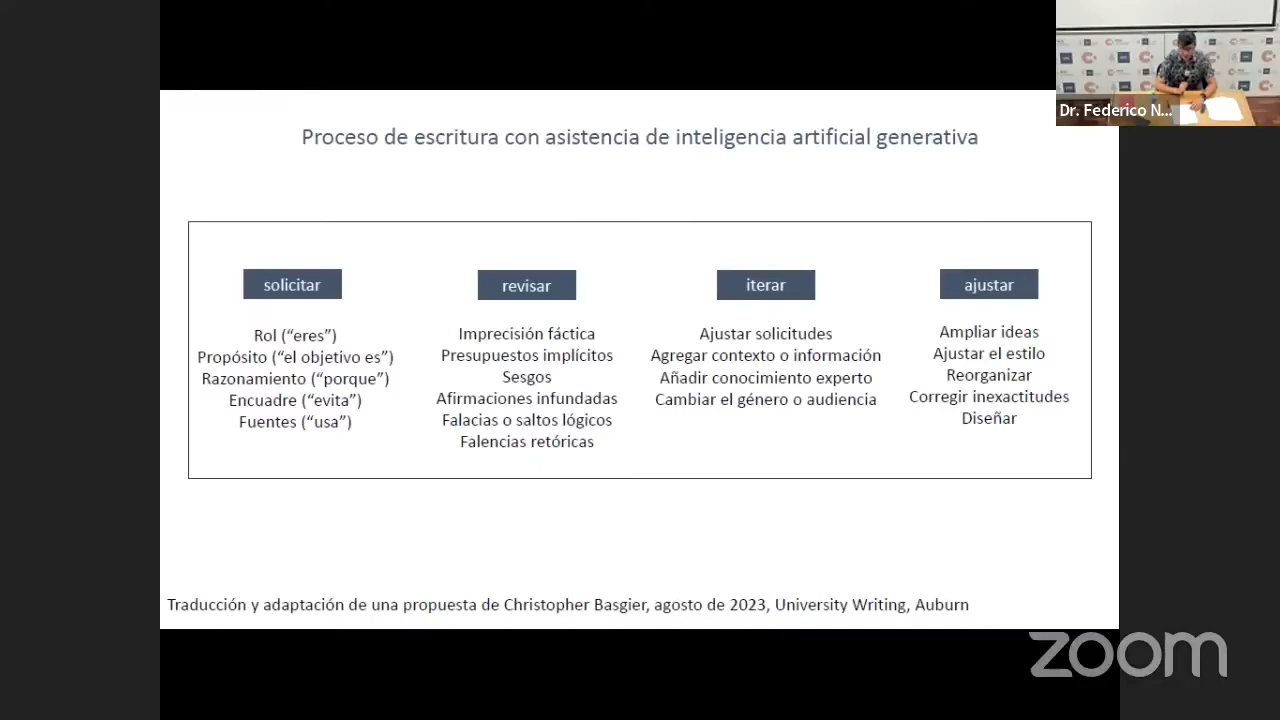 Dr. Federico N...
Proceso de escritura con asistencia de inteligencia artificial generativa
solicitar
Rol (“eres”)
Propósito (“el objetivo es”)
Razonamiento (“porque”)
Encuadre (“evita”)
Fuentes (“usa”)
revisar
Imprecisión fáctica
Presupuestos implícitos
Sesgos
Afirmaciones infundadas
Falacias o saltos lógicos
Falencias retóricas
iterar
Ajustar solicitudes
Agregar contexto o información
Añadir conocimiento experto
Cambiar el género o audiencia
ajustar
Ampliar ideas
Ajustar el estilo
Reorganizar
Corregir inexactitudes
Diseñar
Traducción y adaptación de una propuesta de Christopher Basgier, agosto de 2023, University Writing, Auburn
zoom